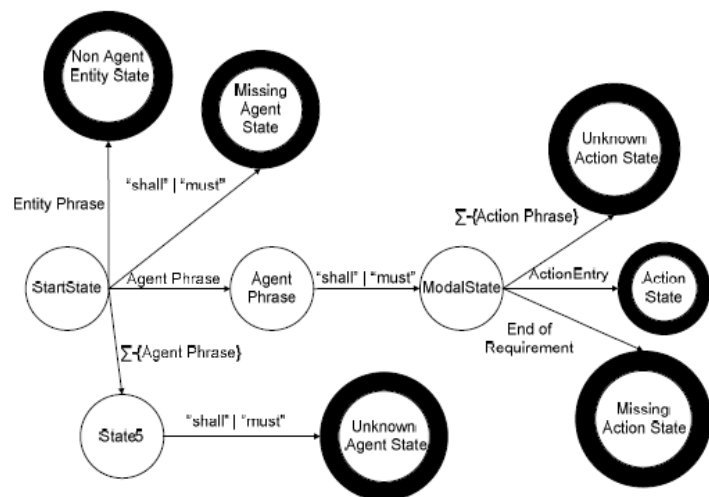 Non Agent
Entity State
Missing
Agent
State
Unknown
Action State
"shall" | "must"
Entity Phrase
∑-{Action Phrase}
StartState
Agent Phrase
Agent
Phrase
"shall" | "must"
ModalState
ActionEntry
Action
State
End of
Requirement
∑-{Agent Phrase}
State5
"shall" | "must"
Unknown
Agent State
Missing
Action State